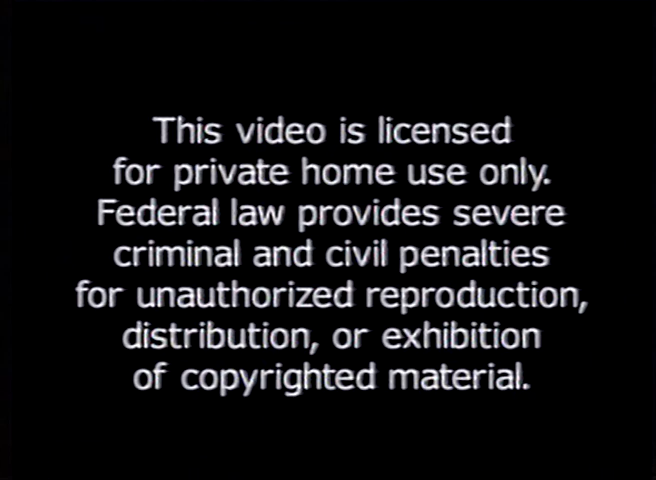 This video is licensed
for private home use only.
Federal law provides severe
criminal and civil penalties
for unauthorized reproduction,
distribution, or exhibition
of copyrighted material.